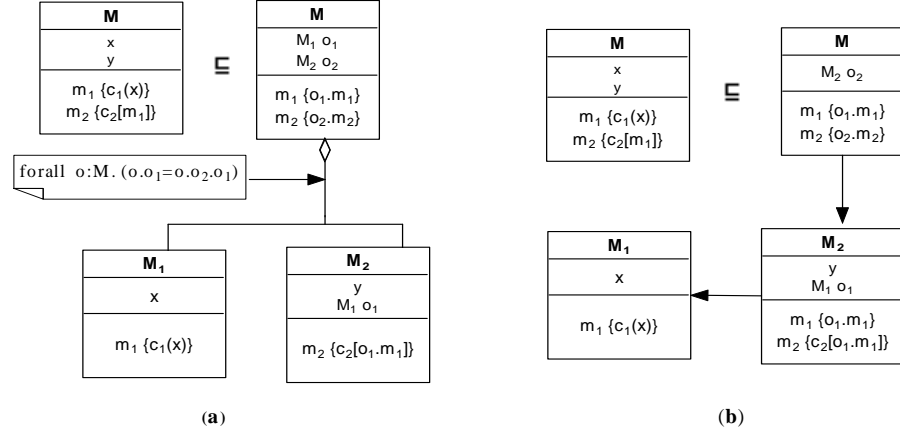 M
x
y
m₁ {c₁(x)}
m₂ {c₂[m₁]}
⊑
M
M₁ o₁
M₂ o₂
m₁ {o₁.m₁}
m₂ {o₂.m₂}
forall o:M. (o.o₁=o.o₂.o₁)
M₁
x
m₁ {c₁(x)}
M₂
y
M₁ o₁
m₂ {c₂[o₁.m₁]}
(a)
M
x
y
m₁ {c₁(x)}
m₂ {c₂[m₁]}
⊑
M
M₂ o₂
m₁ {o₁.m₁}
m₂ {o₂.m₂}
M₁
x
m₁ {c₁(x)}
M₂
y
M₁ o₁
m₁ {o₁.m₁}
m₂ {c₂[o₁.m₁]}
(b)